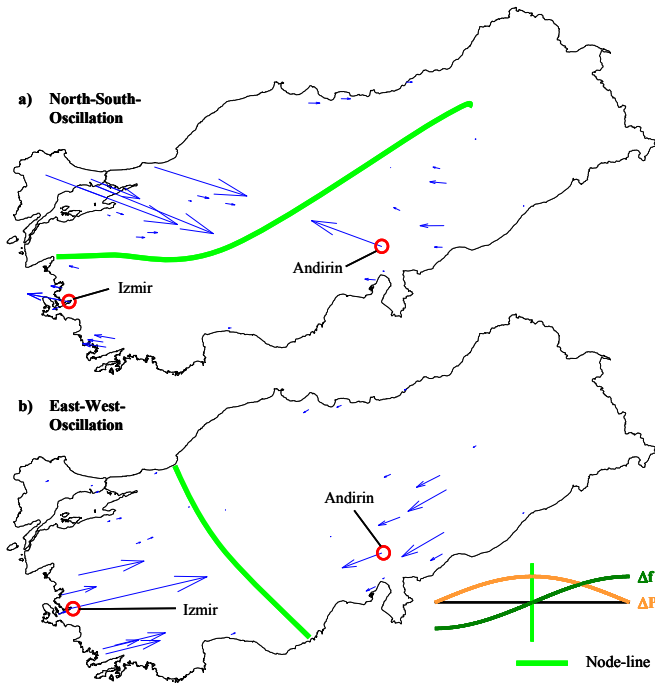 a) North-South-
Oscillation
Andirin
Izmir
b) East-West-
Oscillation
Andirin
Izmir
Δf
ΔP
Node-line